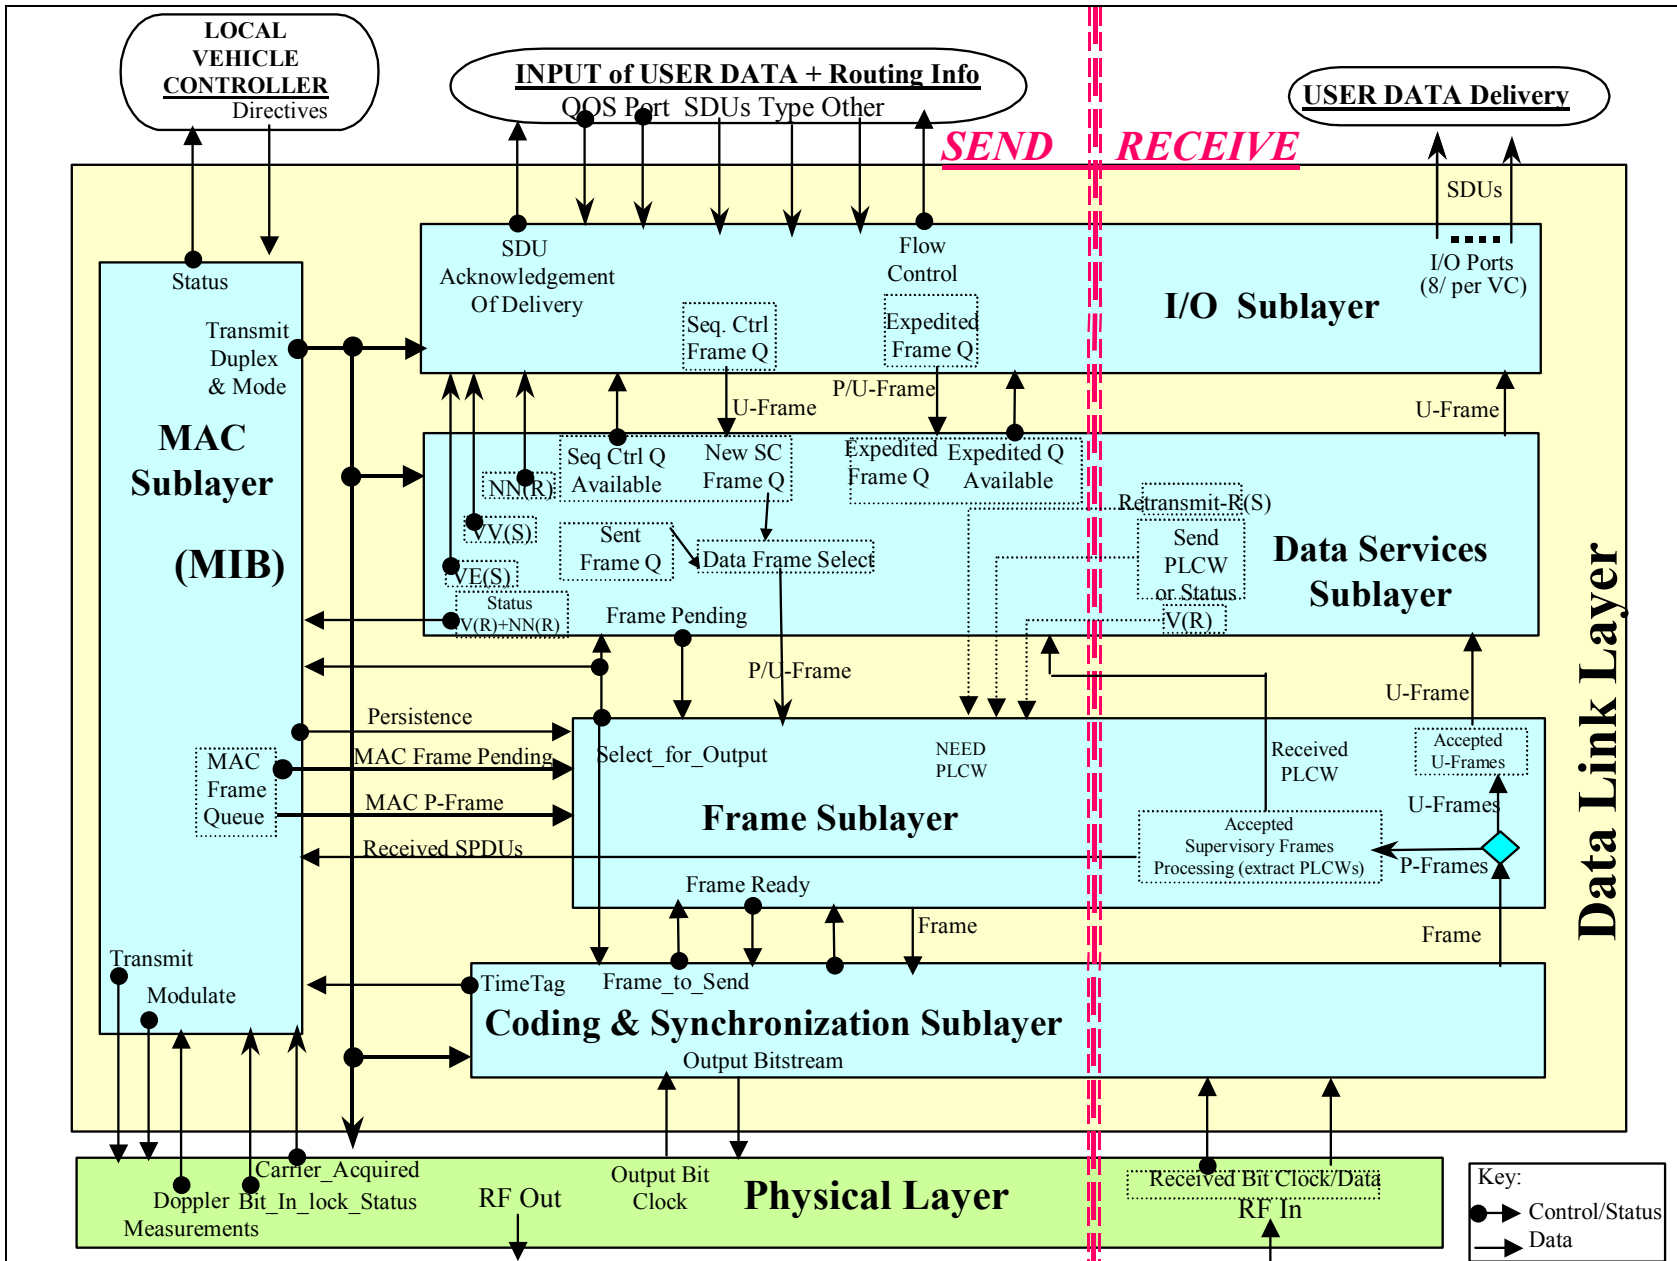 LOCAL
VEHICLE
CONTROLLER
Directives
INPUT of USER DATA + Routing Info
QOS Port SDUs Type Other
USER DATA Delivery
SEND
RECEIVE
SDUs
Status
SDU
Acknowledgement
Of Delivery
Flow
Control
I/O Ports
(8/ per VC)
I/O Sublayer
Transmit
Duplex
& Mode
Seq. Ctrl
Frame Q
Expedited
Frame Q
U-Frame
P/U-Frame
U-Frame
MAC
Sublayer
(MIB)
Seq Ctrl Q
Available
New SC
Frame Q
Expedited
Frame Q
Expedited Q
Available
NN(R)
VV(S)
VE(S)
Sent
Frame Q
Data Frame Select
Retransmit-R(S)
Send
PLCW
or Status
V(R)
Data Services
Sublayer
Status
V(R)+NN(R)
Frame Pending
P/U-Frame
U-Frame
Data Link Layer
Persistence
MAC Frame Pending
MAC P-Frame
Received SPDUs
MAC
Frame
Queue
Select_for_Output
NEED
PLCW
Received
PLCW
Accepted
U-Frames
U-Frames
Frame Sublayer
Accepted
Supervisory Frames
Processing (extract PLCWs)
P-Frames
Frame Ready
Frame
Frame
Transmit
Modulate
TimeTag
Frame_to_Send
Coding & Synchronization Sublayer
Output Bitstream
Carrier_Acquired
Doppler
Measurements
Bit_In_lock_Status
RF Out
Output Bit
Clock
Physical Layer
Received Bit Clock/Data
RF In
Key:
Control/Status
Data